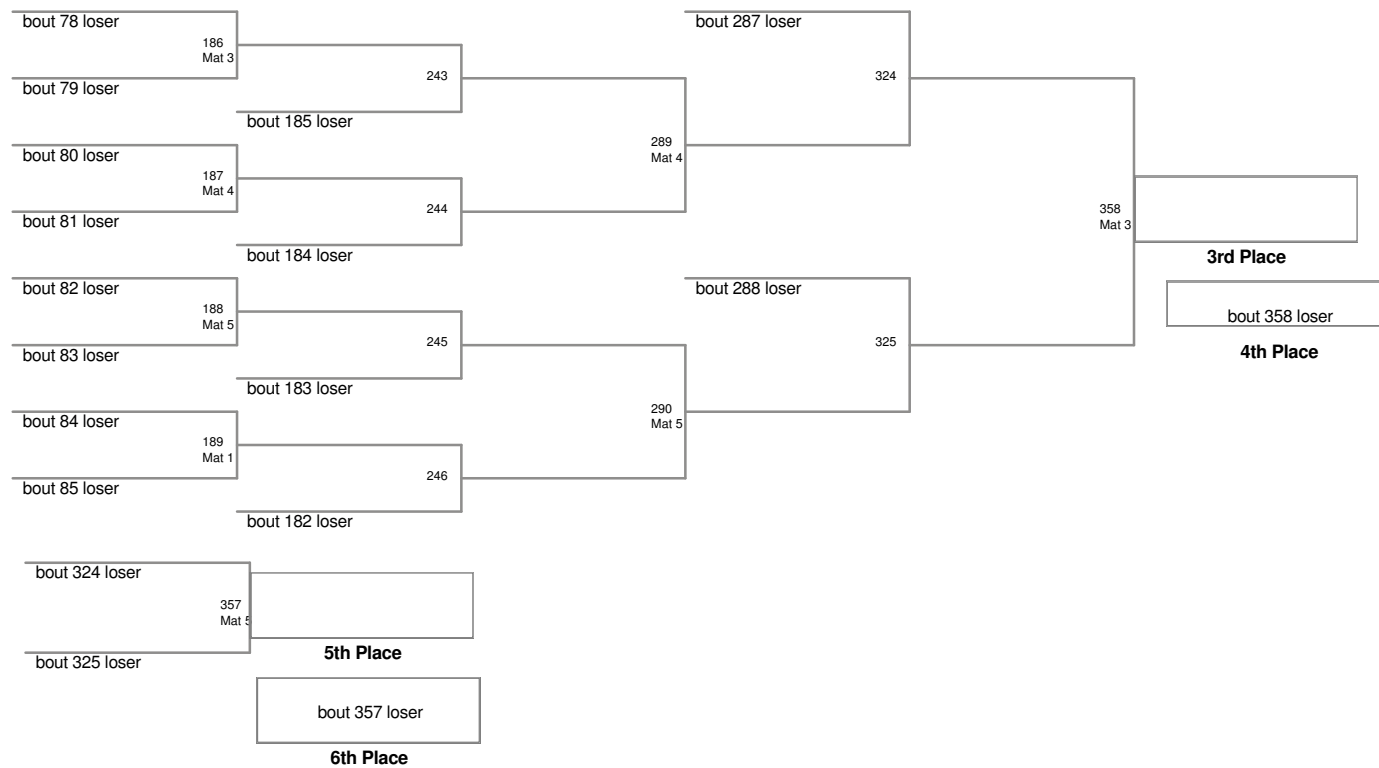 bout 78 loser
bout 287 loser
186
Mat 3
243
324
bout 79 loser
bout 185 loser
bout 80 loser
289
Mat 4
187
Mat 4
244
bout 81 loser
358
Mat 3
bout 184 loser
3rd Place
bout 82 loser
bout 288 loser
188
Mat 5
bout 358 loser
245
325
bout 83 loser
4th Place
bout 183 loser
bout 84 loser
290
Mat 5
189
Mat 1
246
bout 85 loser
bout 182 loser
bout 324 loser
357
Mat 5
5th Place
bout 325 loser
bout 357 loser
6th Place